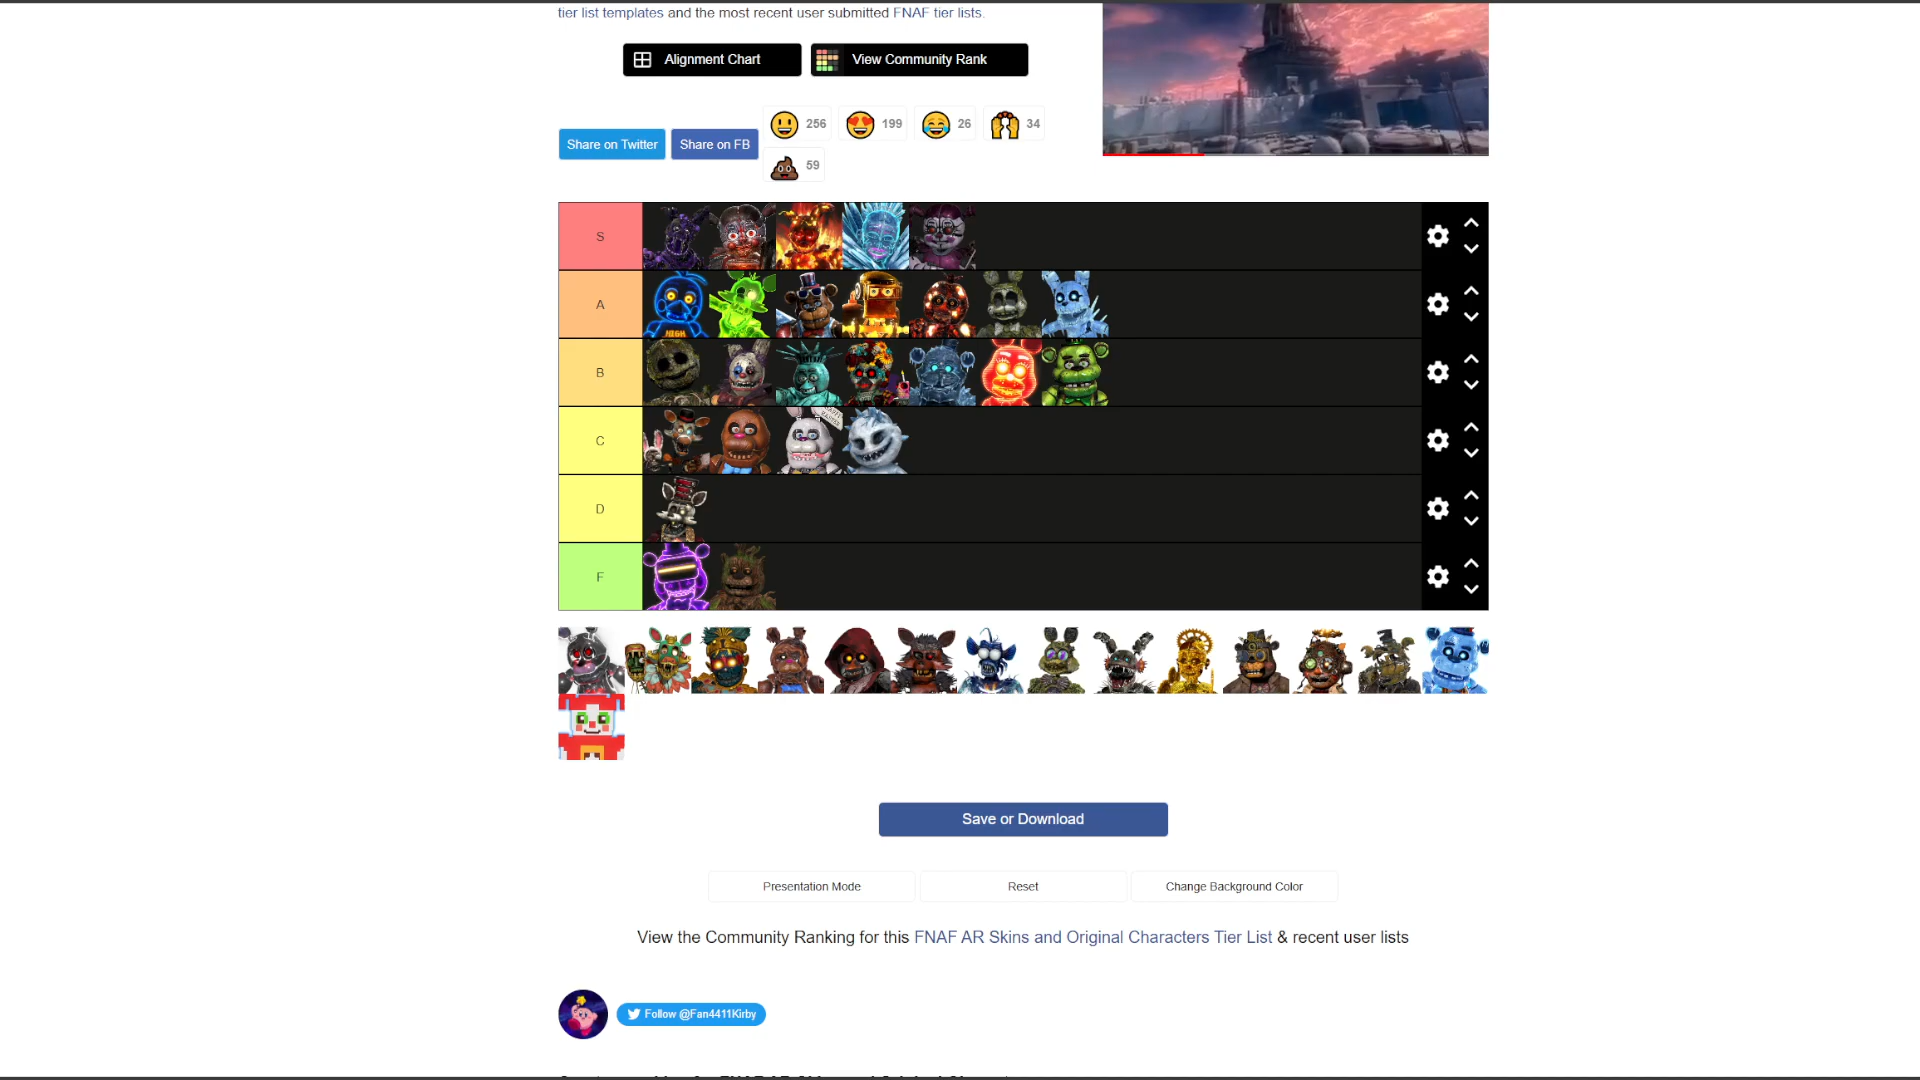 tier list templates and the most recent user submitted FNAF tier lists.
Alignment Chart
View Community Rank
256
199
26
34
Share on Twitter
Share on FB
59
S
A
B
C
D
F
Save or Download
Presentation Mode
Reset
Change Background Color
View the Community Ranking for this FNAF AR Skins and Original Characters Tier List & recent user lists
Follow @Fan4411Kirby